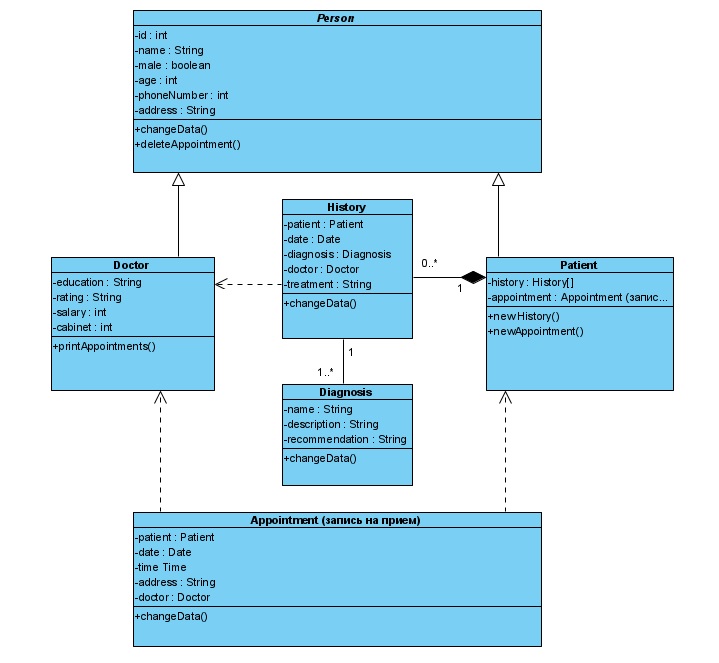 Person
-id : int
-name : String
-male : boolean
-age : int
-phoneNumber : int
-address : String
+changeData()
+deleteAppointment()
History
-patient : Patient
-date : Date
-diagnosis : Diagnosis
-doctor : Doctor
-treatment : String
+changeData()
Doctor
-education : String
-rating : String
-salary : int
-cabinet : int
+printAppointments()
0..*
1
Patient
-history : History[]
-appointment : Appointment (запис...
+newHistory()
+newAppointment()
1
1..*
Diagnosis
-name : String
-description : String
-recommendation : String
+changeData()
Appointment (запись на прием)
-patient : Patient
-date : Date
-time Time
-address : String
-doctor : Doctor
+changeData()